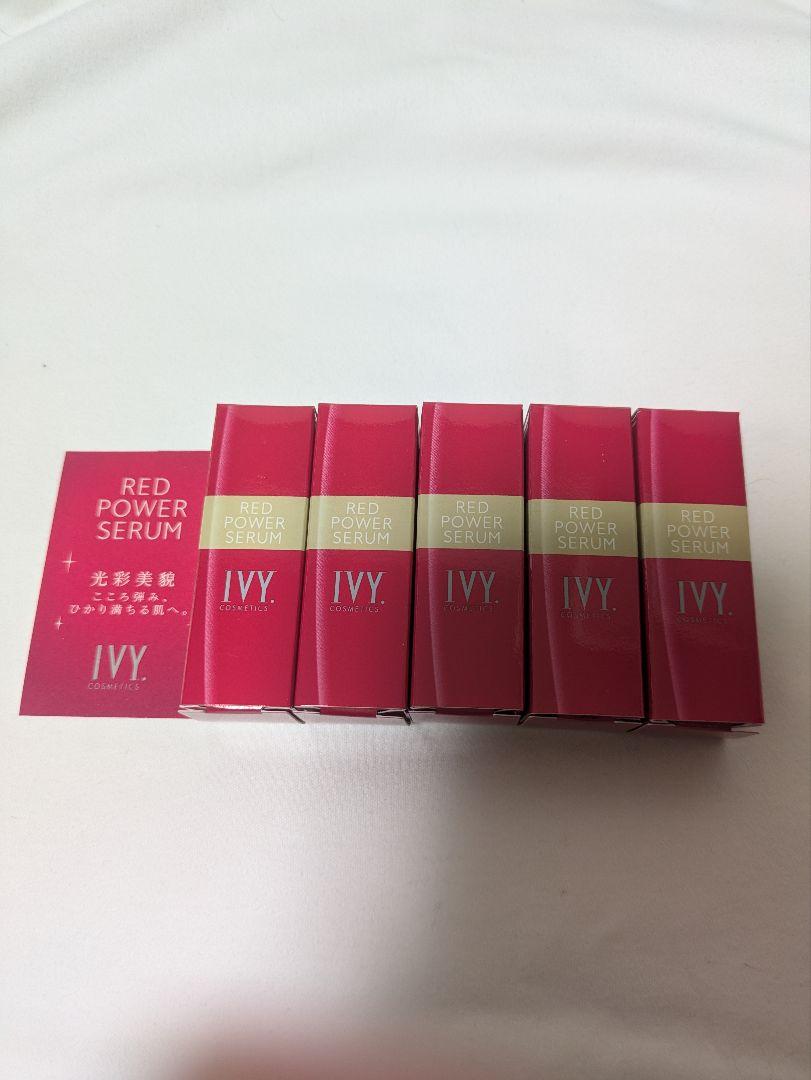 RED
POWER
SERUM
光彩美貌
こころ弾み、
ひかり満ちる肌へ。
IVY.
COSMETICS
RED
POWER
SERUM
IVY.
COSMETICS
RED
POWER
SERUM
IVY.
COSMETICS
RED
POWER
SERUM
IVY.
COSMETICS
RED
POWER
SERUM
IVY.
COSMETICS
RED
POWER
SERUM
IVY.
COSMETICS